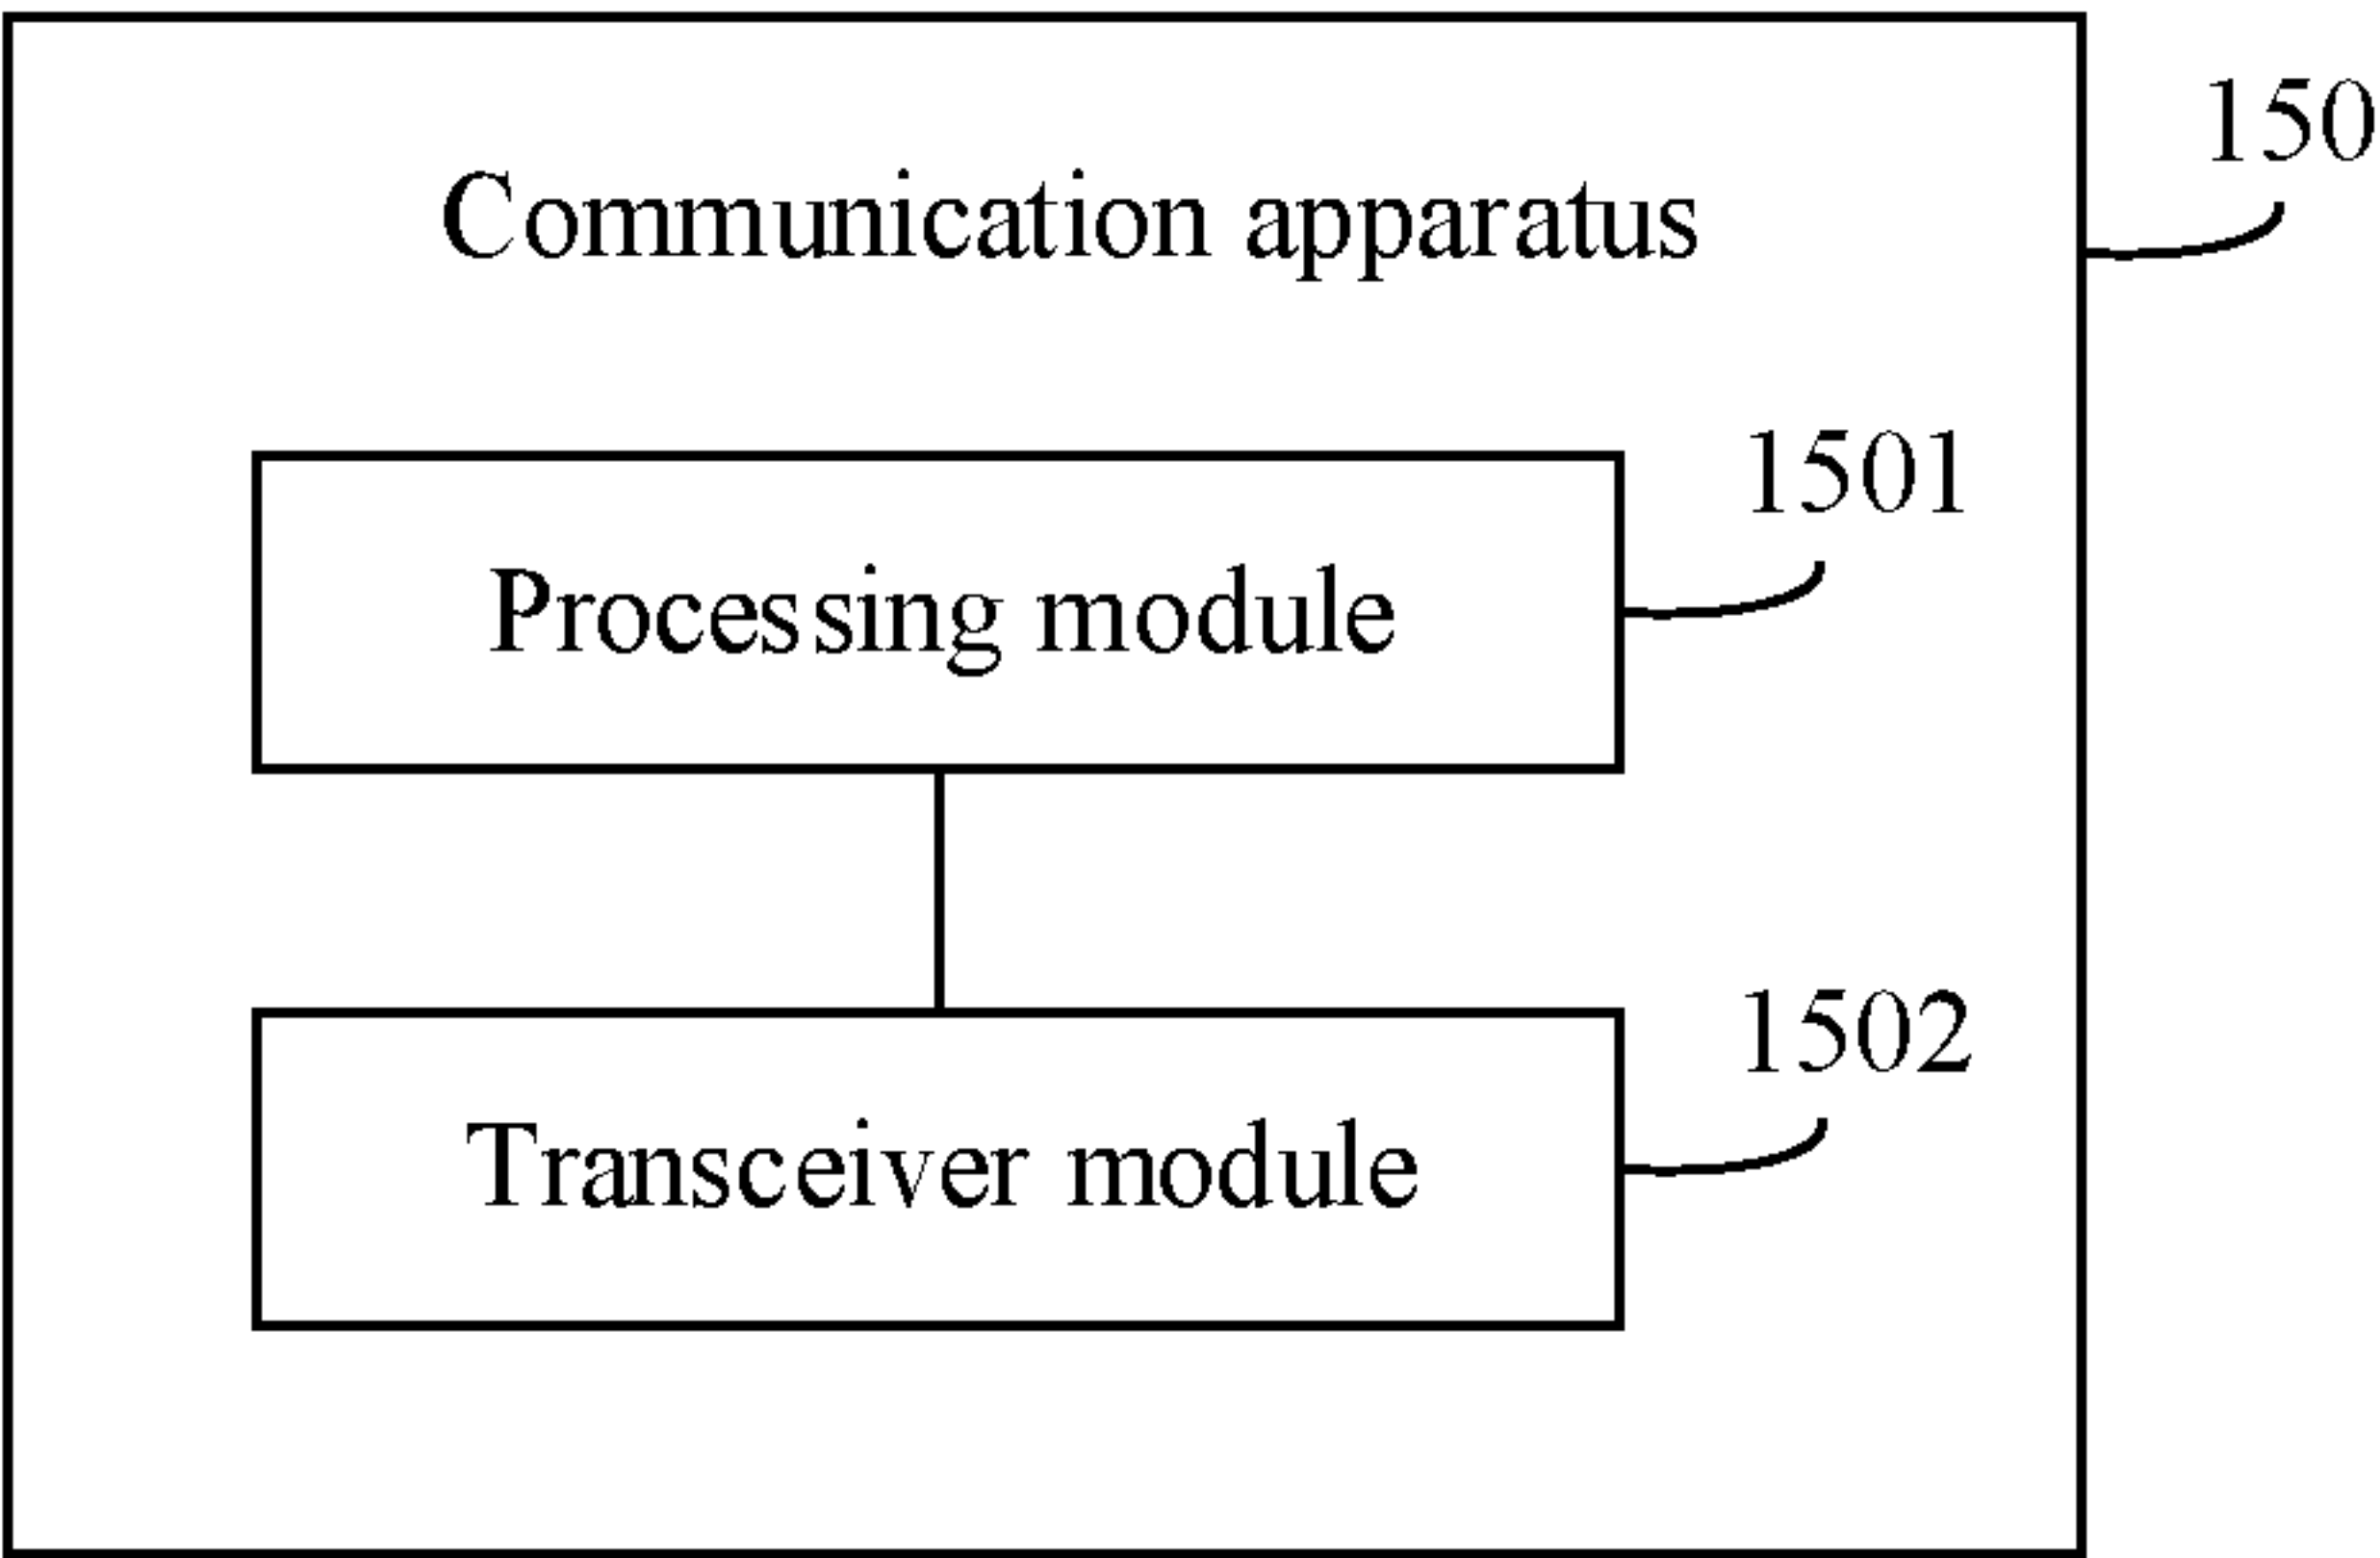 150
Communication apparatus
1501
Processing module
1502
Transceiver module